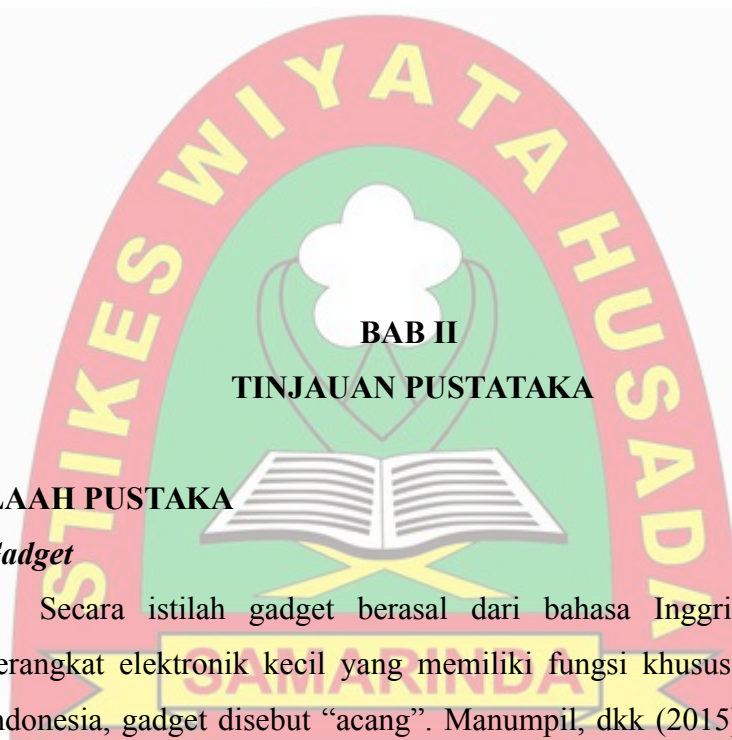 STIKES WIYATA HUSADA
BAB II
TINJAUAN PUSTATAKA
LAAH PUSTAKA
Gadget
Secara istilah gadget berasal dari bahasa Inggri
erangkat elektronik kecil yang memiliki fungsi khusus
SAMARINDA
ndonesia, gadget disebut “acang”. Manumpil, dkk (2015)